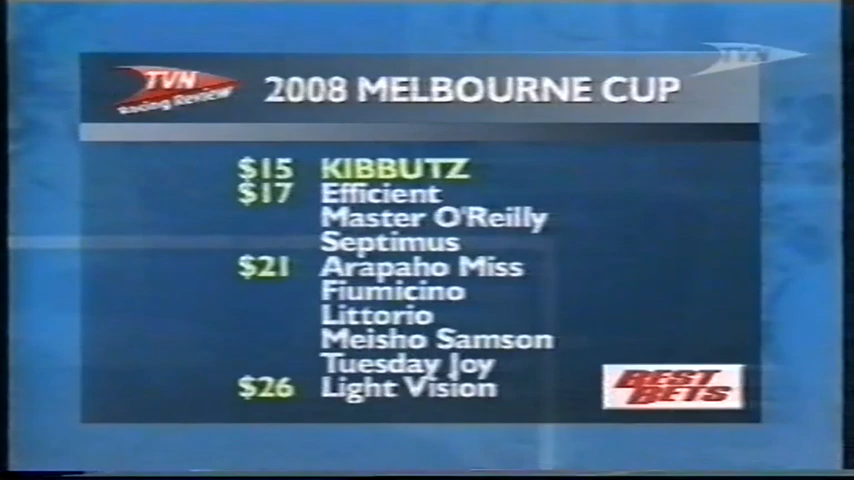 TVN
Racing Review
2008 MELBOURNE CUP
TVN
$15 KIBBUTZ
$17 Efficient
Master O'Reilly
Septimus
$21 Arapaho Miss
Fiumicino
Littorio
Meisho Samson
Tuesday Joy
$26 Light Vision
BEST
BETS